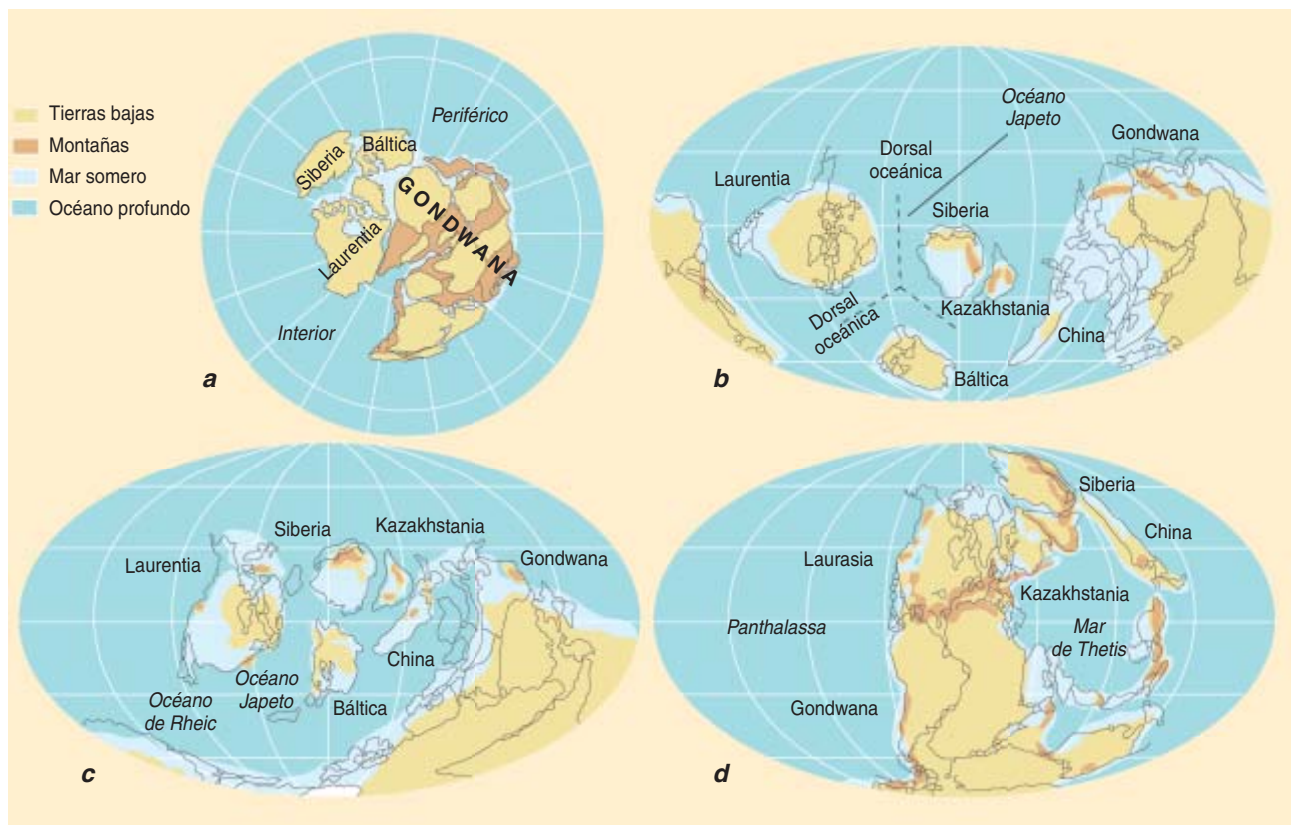 Tierras bajas
Montañas
Mar somero
Océano profundo
Periférico
Siberia
Báltica
GONDWANA
Laurentia
Interior
a
Océano
Japeto
Gondwana
Dorsal
oceánica
Laurentia
Siberia
Kazakhstania
Dorsal
oceánica
China
Báltica
b
Siberia
Kazakhstania
Laurentia
Gondwana
China
Océano
Japeto
Océano
de Rheic
Báltica
c
Siberia
China
Laurasia
Kazakhstania
Panthalassa
Mar
de Thetis
Gondwana
d